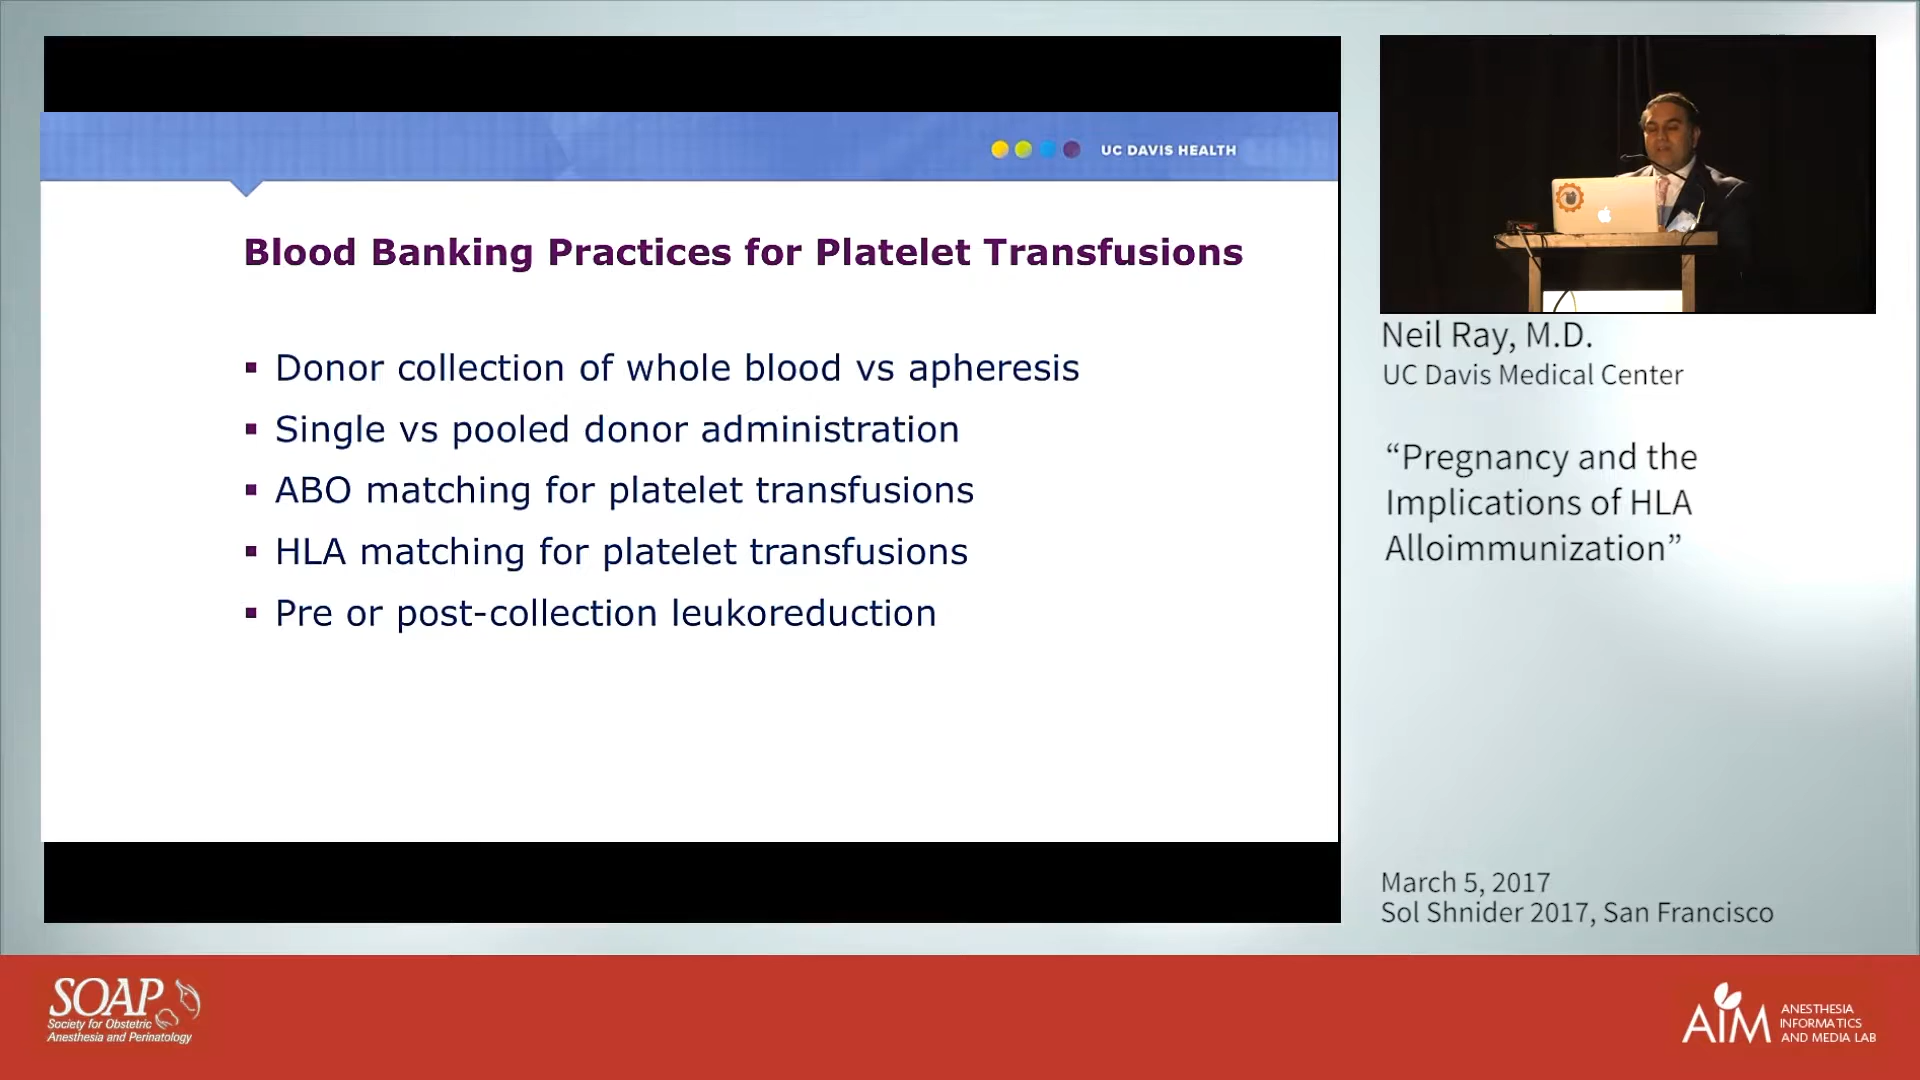 UC DAVIS HEALTH
Blood Banking Practices for Platelet Transfusions
▪ Donor collection of whole blood vs apheresis
▪ Single vs pooled donor administration
▪ ABO matching for platelet transfusions
▪ HLA matching for platelet transfusions
▪ Pre or post-collection leukoreduction
Neil Ray, M.D.
UC Davis Medical Center
“Pregnancy and the
Implications of HLA
Alloimmunization”
March 5, 2017
Sol Shnider 2017, San Francisco
SOAP
Society for Obstetric
Anesthesia and Perinatology
AIM
ANESTHESIA
INFORMATICS
AND MEDIA LAB